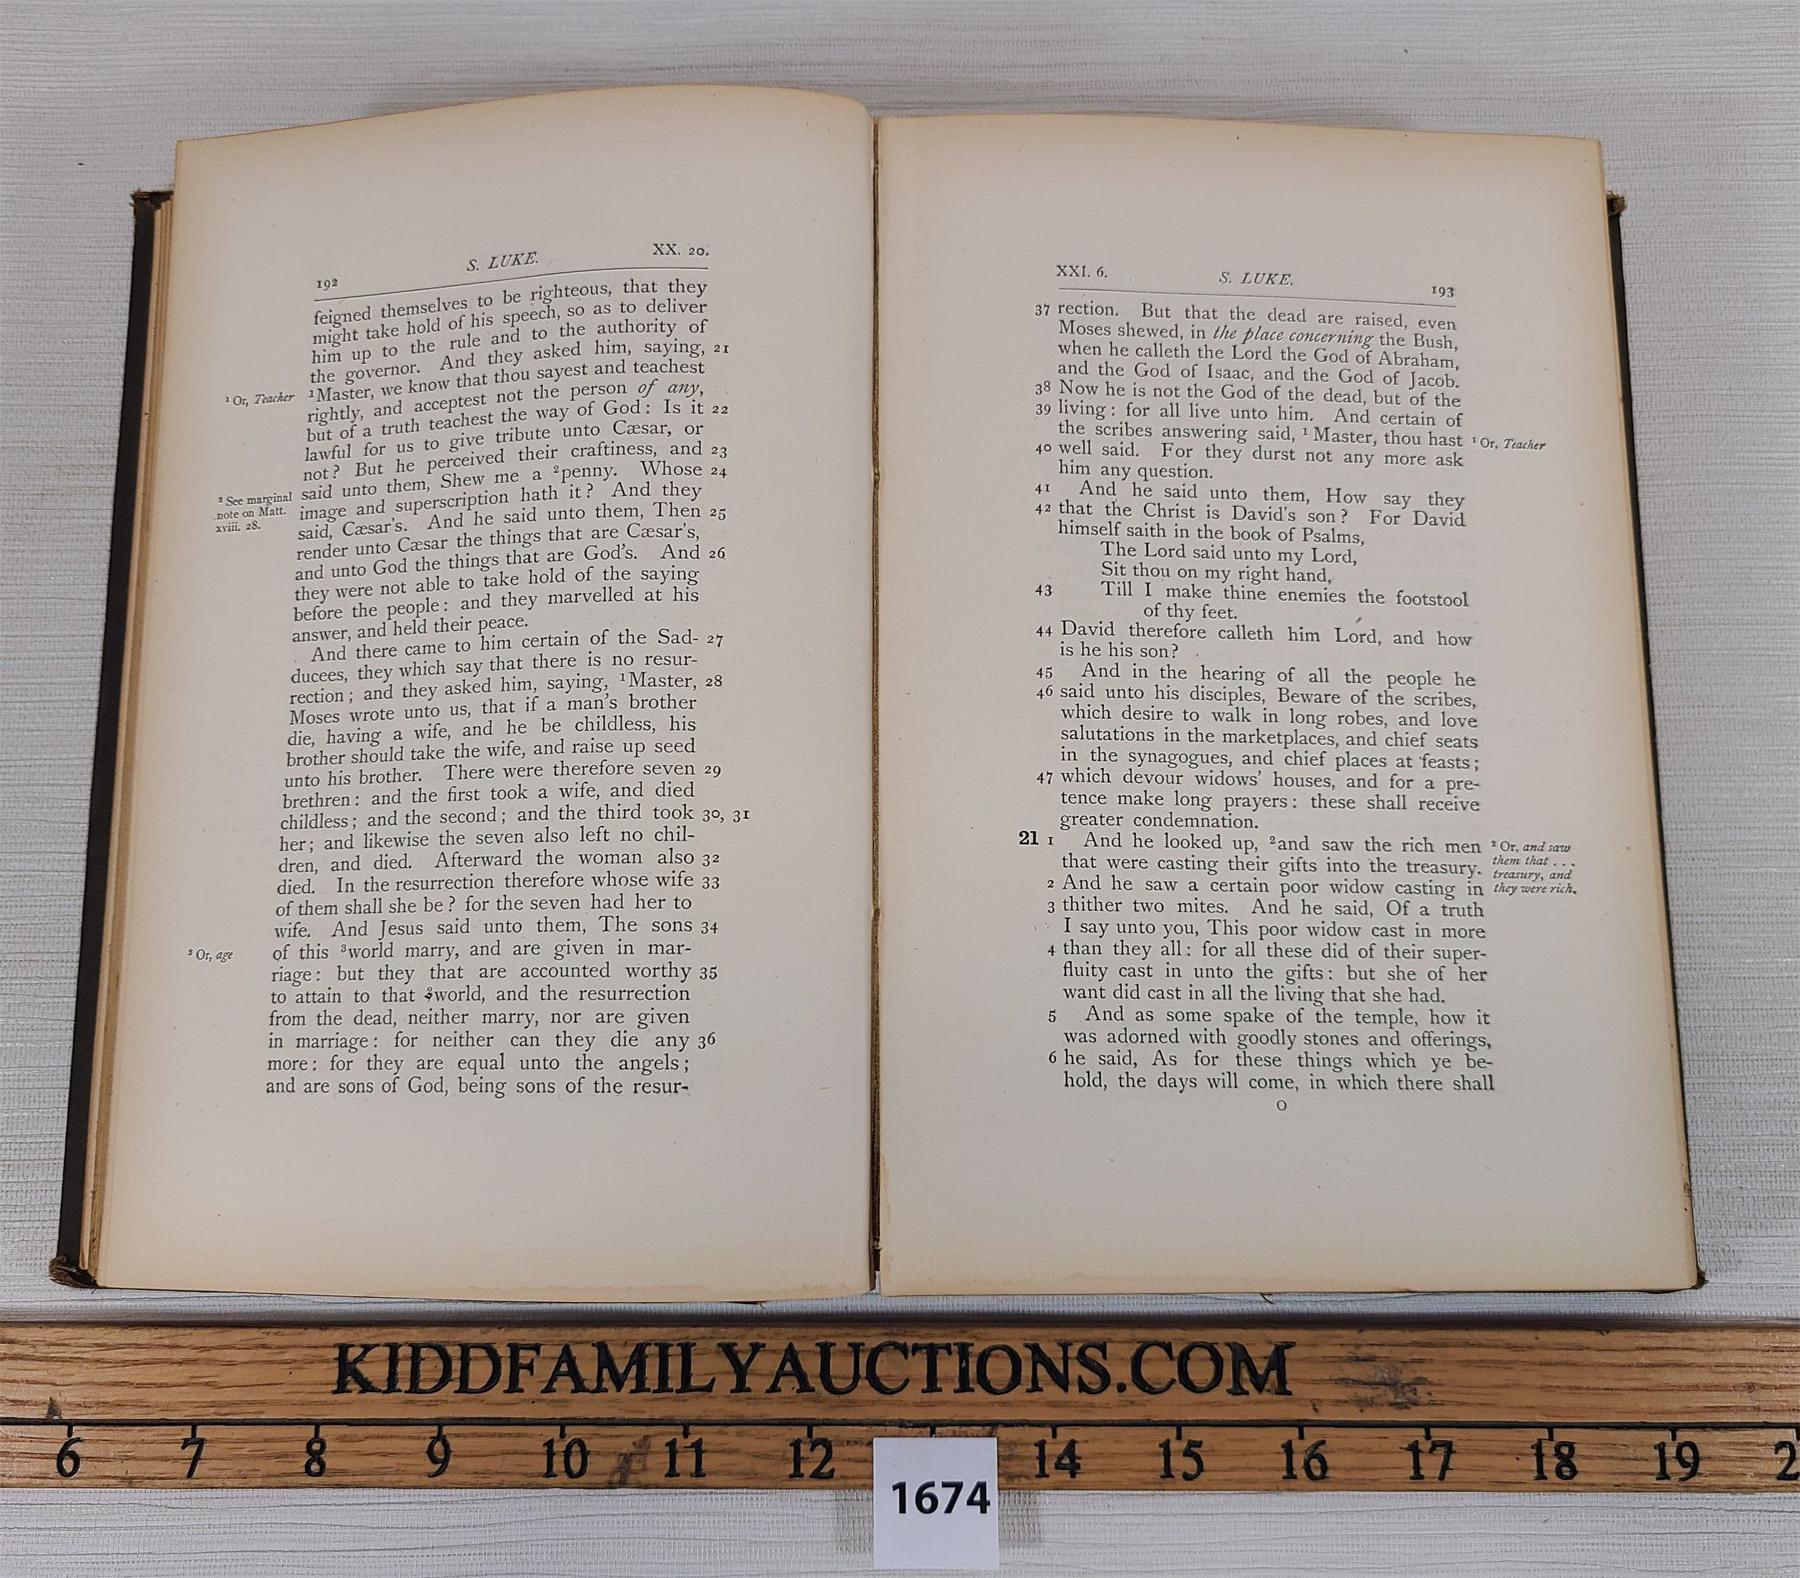 192 S. LUKE. XX. 20.
feigned themselves to be righteous, that they
might take hold of his speech, so as to deliver
him up to the rule and to the authority of
the governor. And they asked him, saying, 21
¹Master, we know that thou sayest and teachest
¹ Or, Teacher
rightly, and acceptest not the person of any,
but of a truth teachest the way of God: Is it 22
lawful for us to give tribute unto Cæsar, or
not? But he perceived their craftiness, and 23
said unto them, Shew me a ²penny. Whose 24
² See marginal
note on Matt.
xviii. 28.
image and superscription hath it? And they
said, Cæsar's. And he said unto them, Then 25
render unto Cæsar the things that are Cæsar's,
and unto God the things that are God's. And 26
they were not able to take hold of the saying
before the people: and they marvelled at his
answer, and held their peace.
And there came to him certain of the Sad- 27
ducees, they which say that there is no resur-
rection; and they asked him, saying, ¹Master, 28
Moses wrote unto us, that if a man's brother
die, having a wife, and he be childless, his
brother should take the wife, and raise up seed
unto his brother. There were therefore seven 29
brethren: and the first took a wife, and died
childless; and the second; and the third took 30, 31
her; and likewise the seven also left no chil-
dren, and died. Afterward the woman also 32
died. In the resurrection therefore whose wife 33
of them shall she be? for the seven had her to
wife. And Jesus said unto them, The sons 34
³ Or, age
of this ³world marry, and are given in mar-
riage: but they that are accounted worthy 35
to attain to that ³world, and the resurrection
from the dead, neither marry, nor are given
in marriage: for neither can they die any 36
more: for they are equal unto the angels;
and are sons of God, being sons of the resur-
XXI. 6. S. LUKE. 193
37 rection. But that the dead are raised, even
Moses shewed, in the place concerning the Bush,
when he calleth the Lord the God of Abraham,
and the God of Isaac, and the God of Jacob.
38 Now he is not the God of the dead, but of the
39 living: for all live unto him. And certain of
the scribes answering said, ¹ Master, thou hast
¹ Or, Teacher
40 well said. For they durst not any more ask
him any question.
41 And he said unto them, How say they
42 that the Christ is David's son? For David
himself saith in the book of Psalms,
The Lord said unto my Lord,
Sit thou on my right hand,
43 Till I make thine enemies the footstool
of thy feet.
44 David therefore calleth him Lord, and how
is he his son?
45 And in the hearing of all the people he
46 said unto his disciples, Beware of the scribes,
which desire to walk in long robes, and love
salutations in the marketplaces, and chief seats
in the synagogues, and chief places at feasts;
47 which devour widows' houses, and for a pre-
tence make long prayers: these shall receive
greater condemnation.
21 1 And he looked up, ²and saw the rich men
² Or, and saw
them that . . .
treasury, and
they were rich.
that were casting their gifts into the treasury.
2 And he saw a certain poor widow casting in
3 thither two mites. And he said, Of a truth
I say unto you, This poor widow cast in more
4 than they all: for all these did of their super-
fluity cast in unto the gifts: but she of her
want did cast in all the living that she had.
5 And as some spake of the temple, how it
was adorned with goodly stones and offerings,
6 he said, As for these things which ye be-
hold, the days will come, in which there shall
O
KIDDFAMILYAUCTIONS.COM
6 7 8 9 10 11 12 14 15 16 17 18 19 2
1674